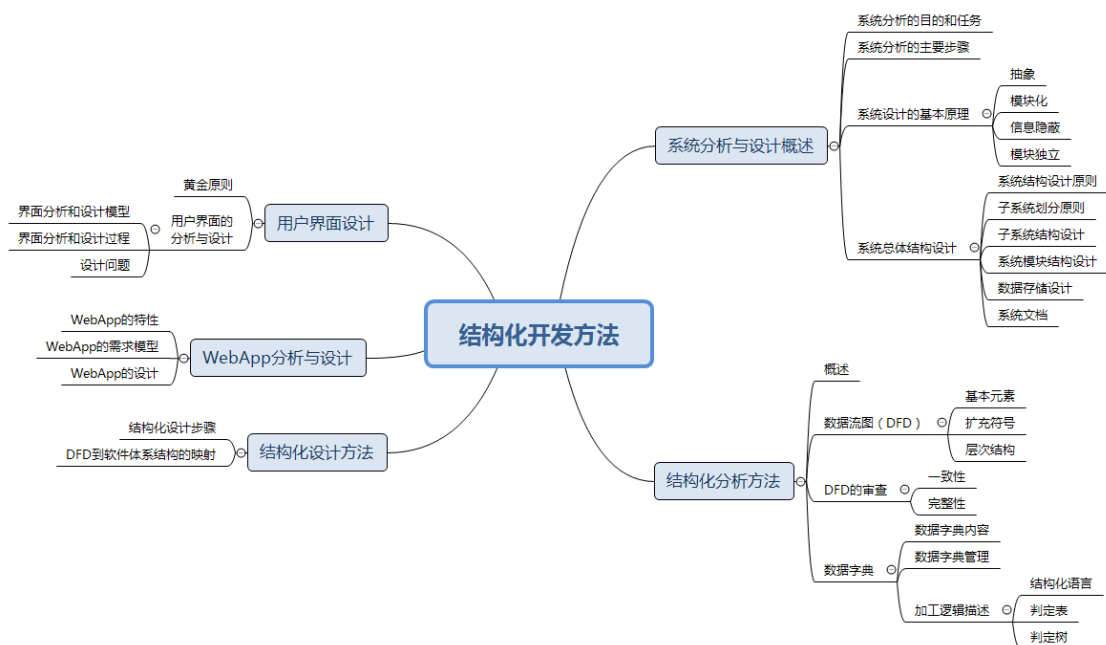 结构化开发方法
系统分析与设计概述
系统分析的目的和任务
系统分析的主要步骤
系统设计的基本原理
抽象
模块化
信息隐蔽
模块独立
系统总体结构设计
系统结构设计原则
子系统划分原则
子系统结构设计
系统模块结构设计
数据存储设计
系统文档
结构化分析方法
概述
数据流图（DFD）
基本元素
扩充符号
层次结构
DFD的审查
一致性
完整性
数据字典
数据字典内容
数据字典管理
加工逻辑描述
结构化语言
判定表
判定树
用户界面设计
黄金原则
用户界面的
分析与设计
界面分析和设计模型
界面分析和设计过程
设计问题
WebApp分析与设计
WebApp的特性
WebApp的需求模型
WebApp的设计
结构化设计方法
结构化设计步骤
DFD到软件体系结构的映射